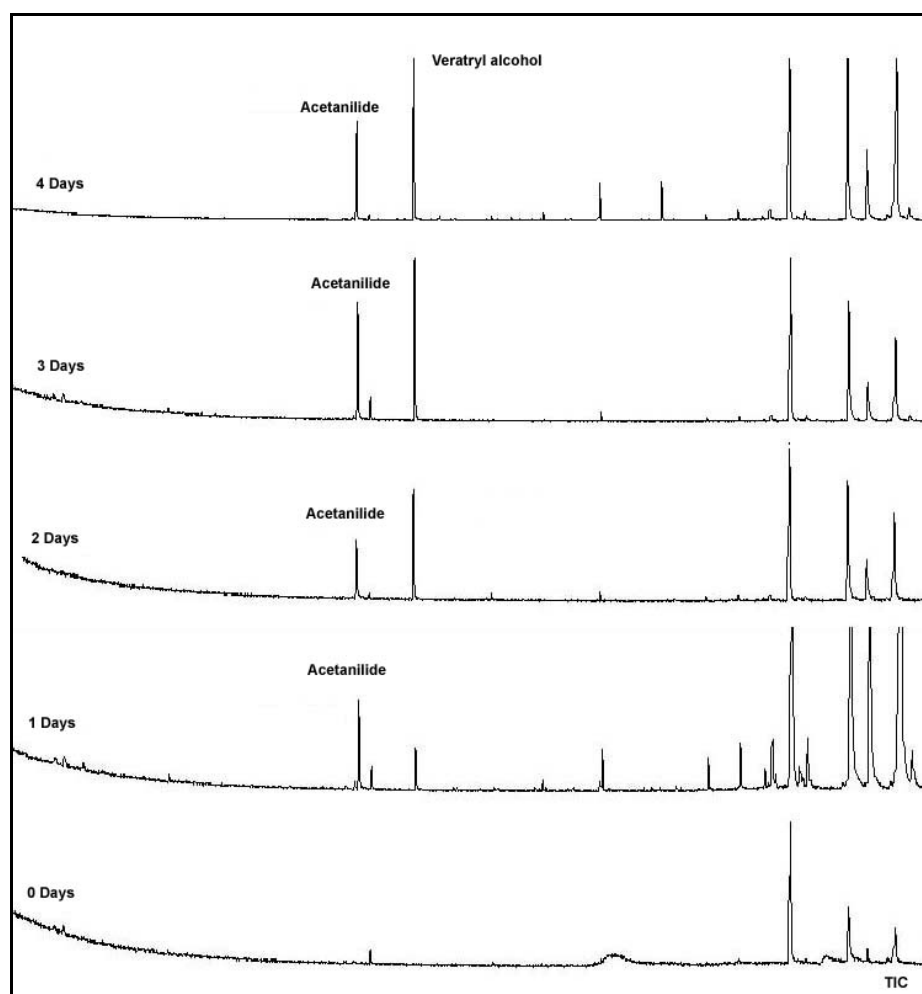 Veratryl alcohol
Acetanilide
4 Days
Acetanilide
3 Days
Acetanilide
2 Days
Acetanilide
1 Days
0 Days
TIC